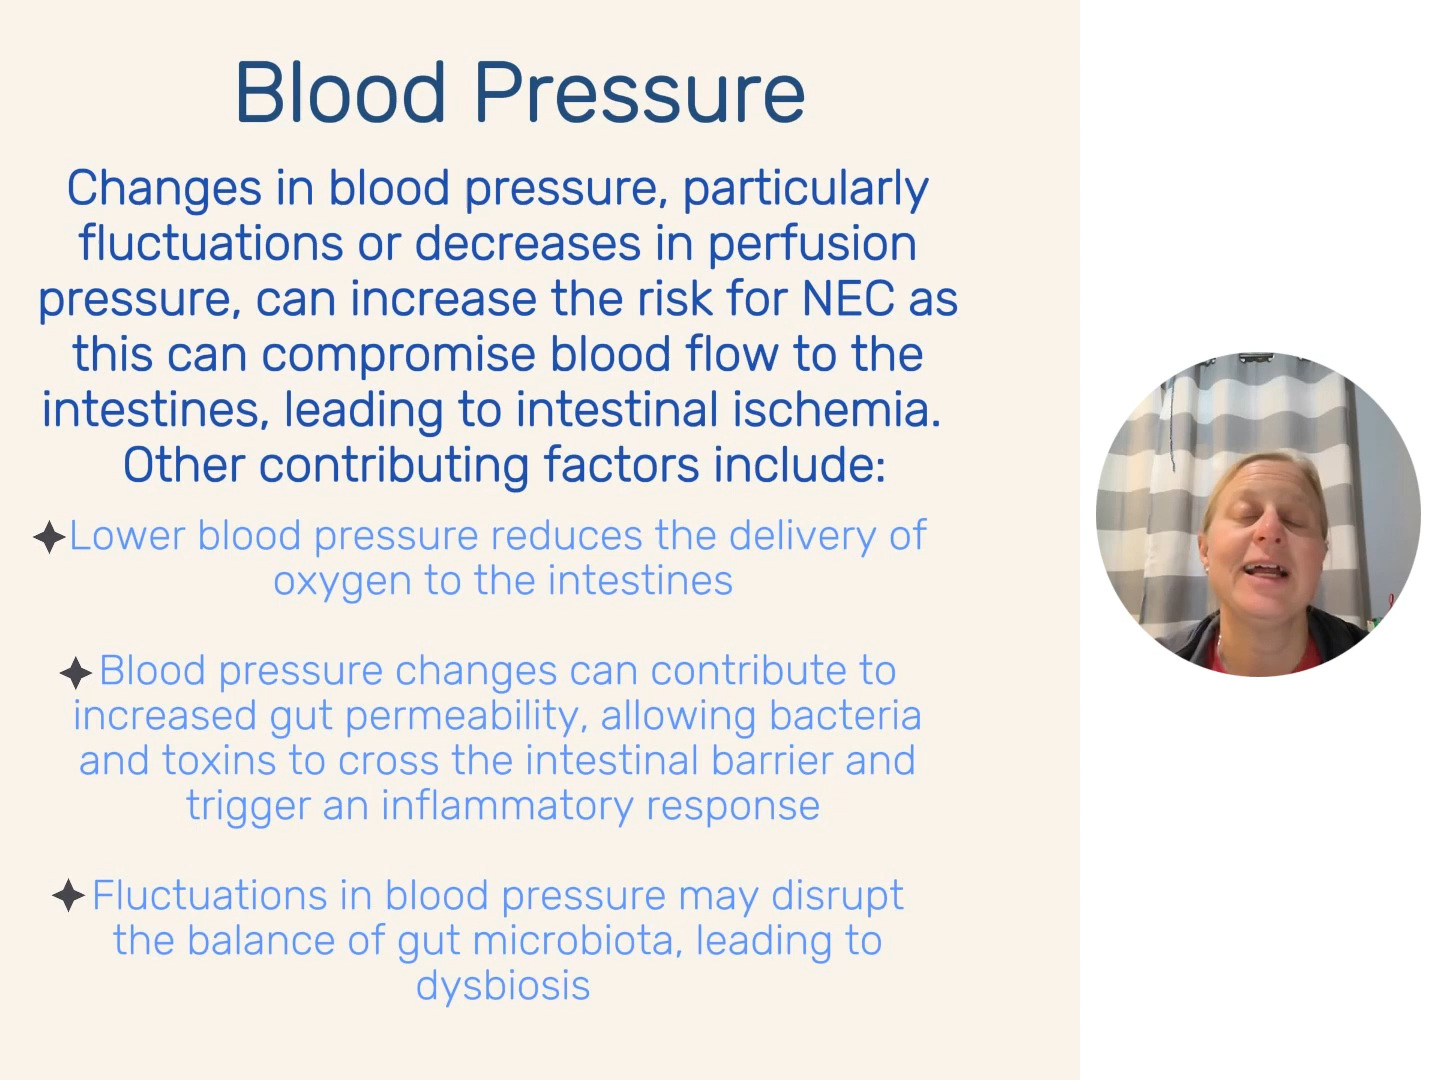 Blood Pressure
Changes in blood pressure, particularly
fluctuations or decreases in perfusion
pressure, can increase the risk for NEC as
this can compromise blood flow to the
intestines, leading to intestinal ischemia.
Other contributing factors include:
Lower blood pressure reduces the delivery of
oxygen to the intestines
Blood pressure changes can contribute to
increased gut permeability, allowing bacteria
and toxins to cross the intestinal barrier and
trigger an inflammatory response
Fluctuations in blood pressure may disrupt
the balance of gut microbiota, leading to
dysbiosis